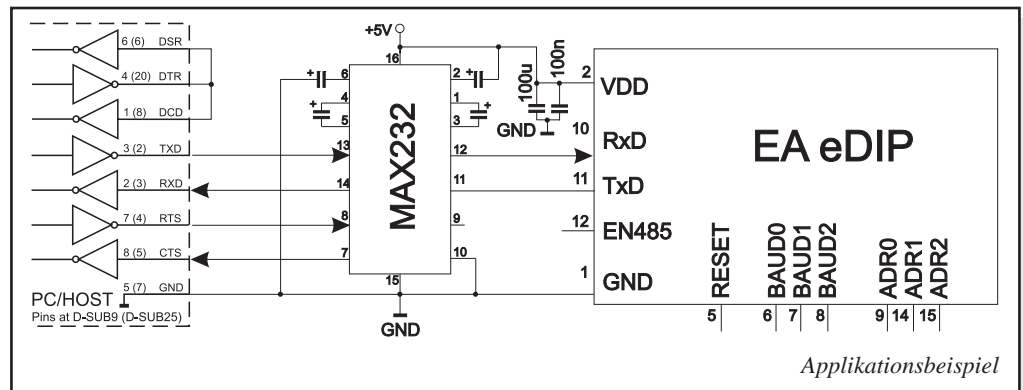 +5V
6 (6) DSR
4 (20) DTR
1 (8) DCD
3 (2) TXD
2 (3) RXD
7 (4) RTS
8 (5) CTS
5 (7) GND
PC/HOST
Pins at D-SUB9 (D-SUB25)
16
6
4
5
13
14
8
7
15
MAX232
2
1
3
12
11
9
10
GND
100u
100n
GND
2 VDD
10 RxD
11 TxD
12 EN485
1 GND
EA eDIP
RESET
BAUD0
BAUD1
BAUD2
ADR0
ADR1
ADR2
5
6
7
8
9
14
15
Applikationsbeispiel